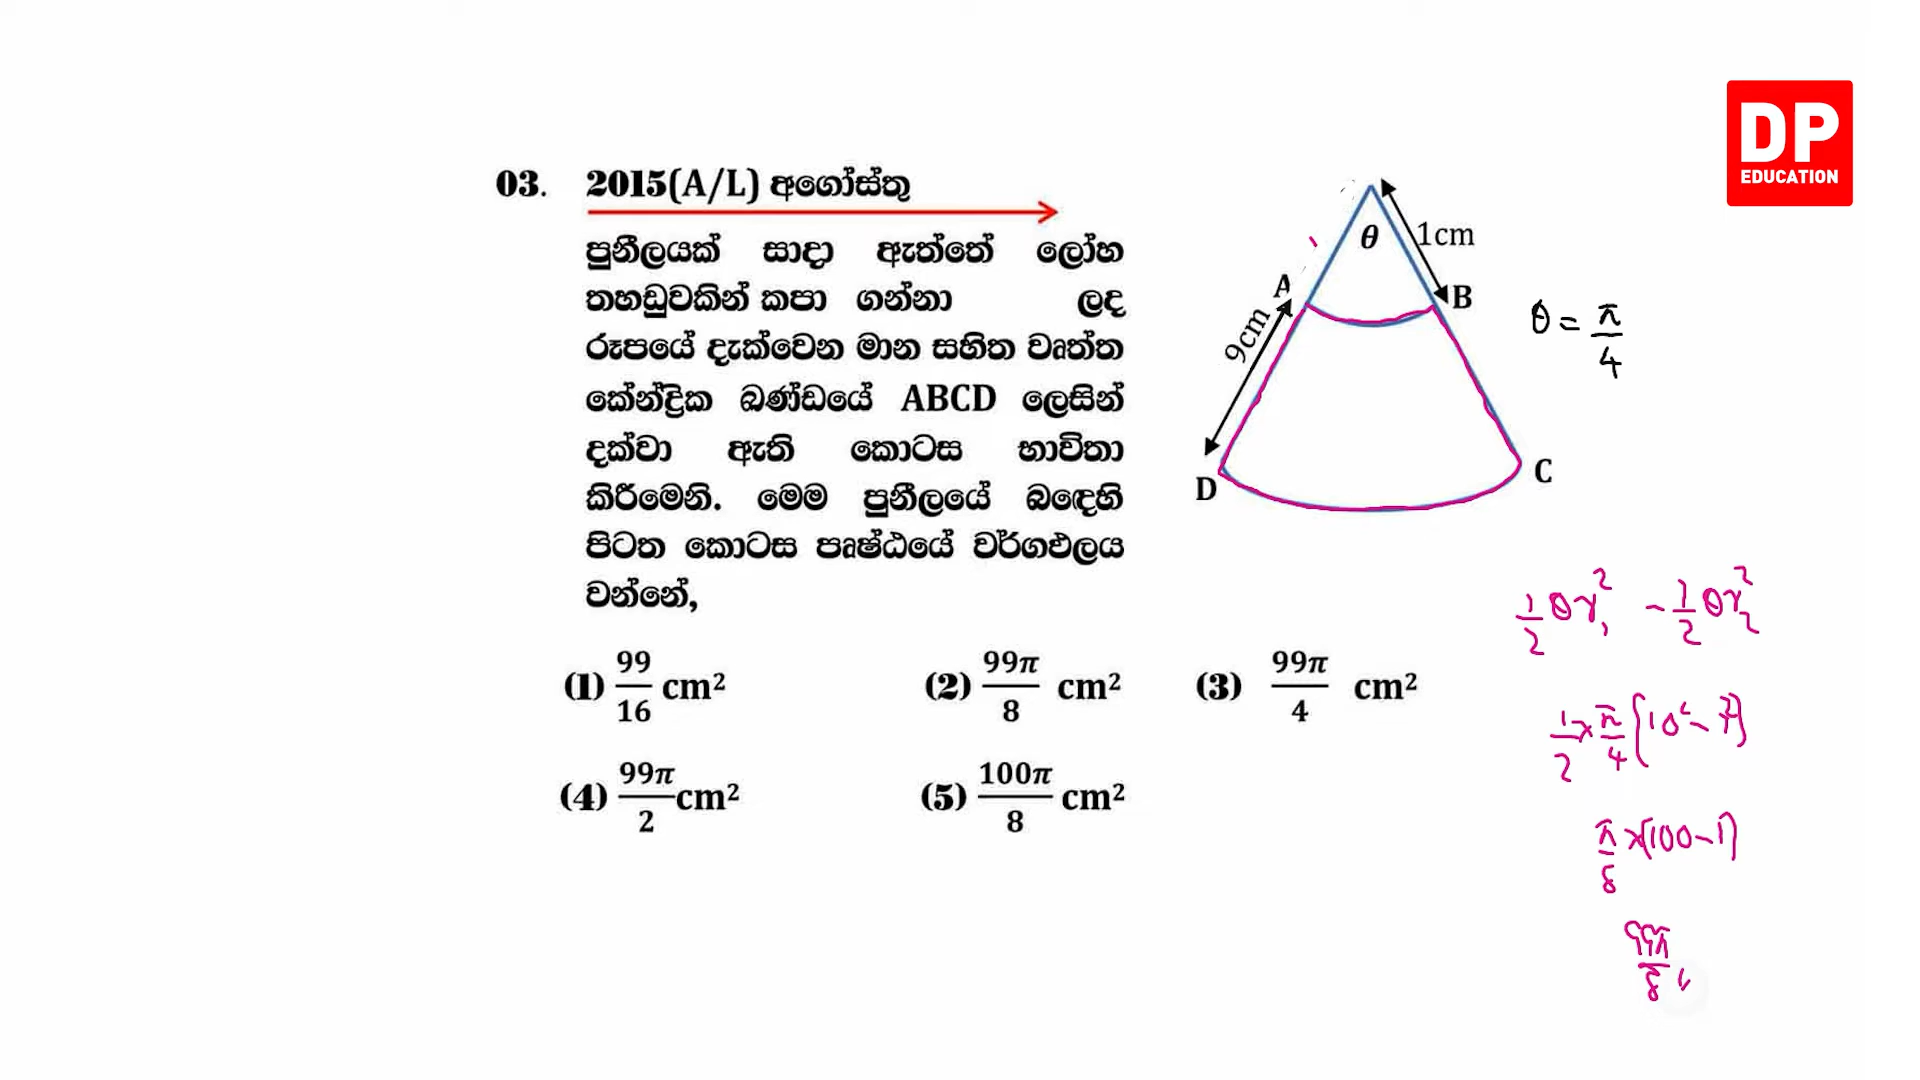 DP
EDUCATION
03. 2015(A/L) අගෝස්තු
පුනීලයක් සාදා ඇත්තේ ලෝහ
තහඩුවකින් කපා ගන්නා ලද
රූපයේ දැක්වෙන මාන සහිත වෘත්ත
කේන්ද්‍රික ඛණ්ඩයේ ABCD ලෙසින්
දක්වා ඇති කොටස භාවිතා
කිරීමෙනි. මෙම පුනීලයේ බඳෙහි
පිටත කොටස පෘෂ්ඨයේ වර්ගඵලය
වන්නේ,
(1) 99/16 cm² (2) 99π/8 cm² (3) 99π/4 cm²
(4) 99π/2 cm² (5) 100π/8 cm²
θ
1cm
A
B
9cm
D
C
θ = π/4
1/2 θr₁² - 1/2 θr₂²
1/2 × π/4 {10² - 1²}
π/8 × (100 - 1)
99π/8